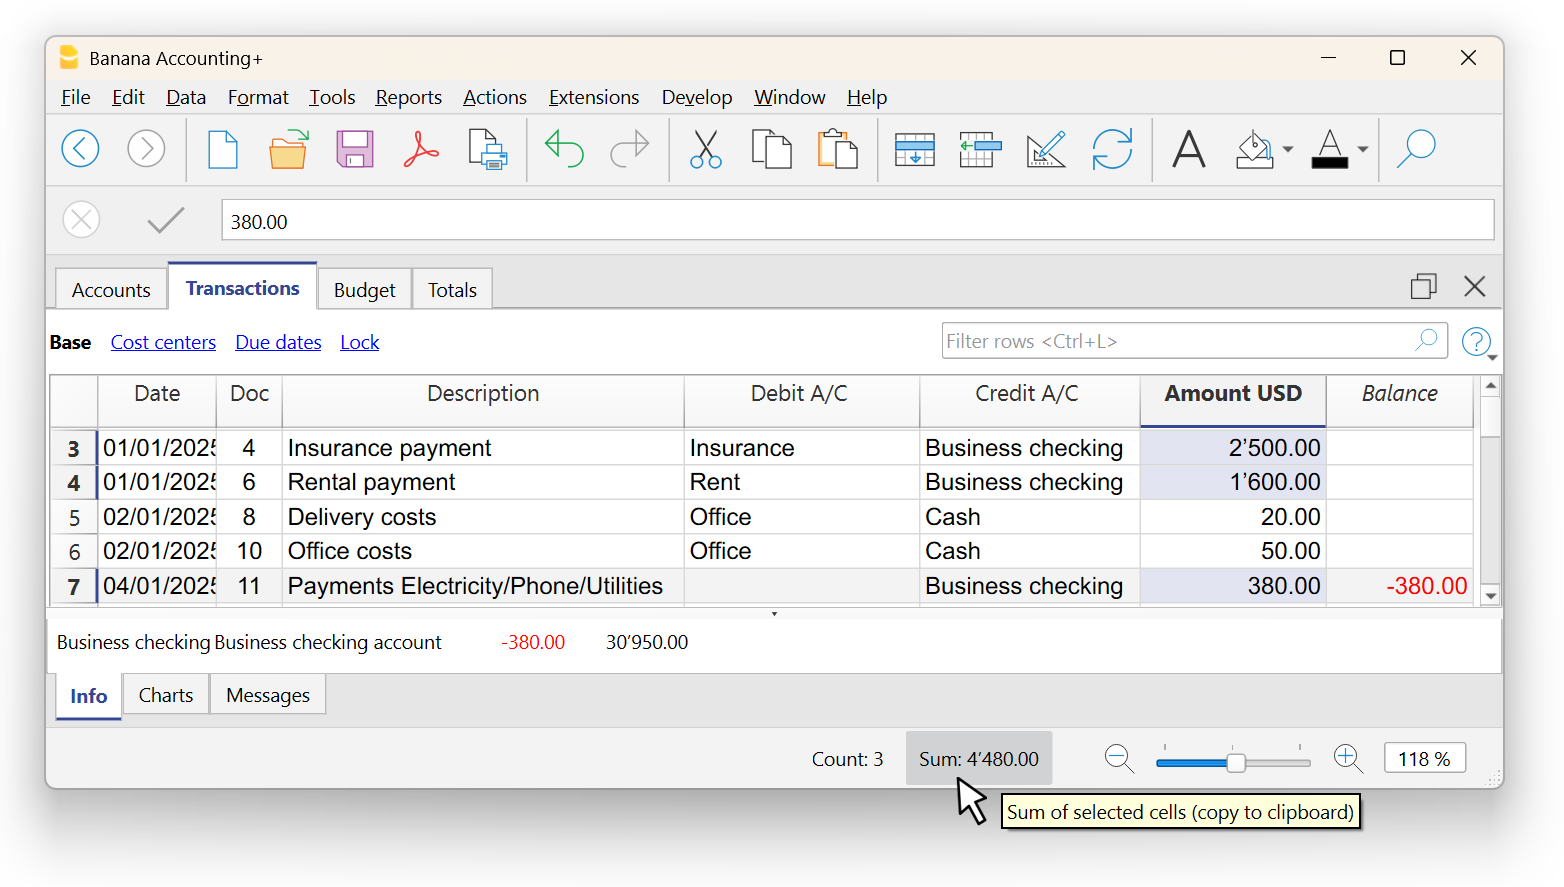 Banana Accounting+
File Edit Data Format Tools Reports Actions Extensions Develop Window Help
380.00
Accounts Transactions Budget Totals
Base Cost centers Due dates Lock Filter rows <Ctrl+L>
Date Doc Description Debit A/C Credit A/C Amount USD Balance
3 01/01/2025 4 Insurance payment Insurance Business checking 2’500.00
4 01/01/2025 6 Rental payment Rent Business checking 1’600.00
5 02/01/2025 8 Delivery costs Office Cash 20.00
6 02/01/2025 10 Office costs Office Cash 50.00
7 04/01/2025 11 Payments Electricity/Phone/Utilities Business checking 380.00 -380.00
Business checking Business checking account -380.00 30’950.00
Info Charts Messages
Count: 3 Sum: 4’480.00 118 %
Sum of selected cells (copy to clipboard)